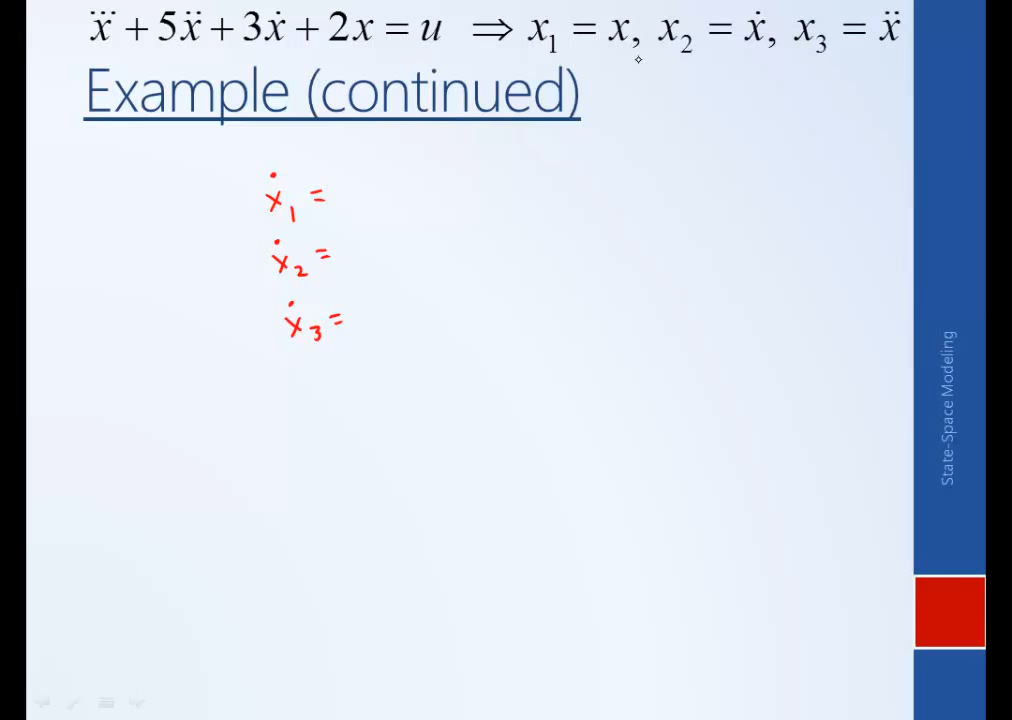 x⃛ + 5ẍ + 3ẋ + 2x = u ⇒ x₁ = x, x₂ = ẋ, x₃ = ẍ
Example (continued)
ẋ₁ =
ẋ₂ =
ẋ₃ =
State-Space Modeling